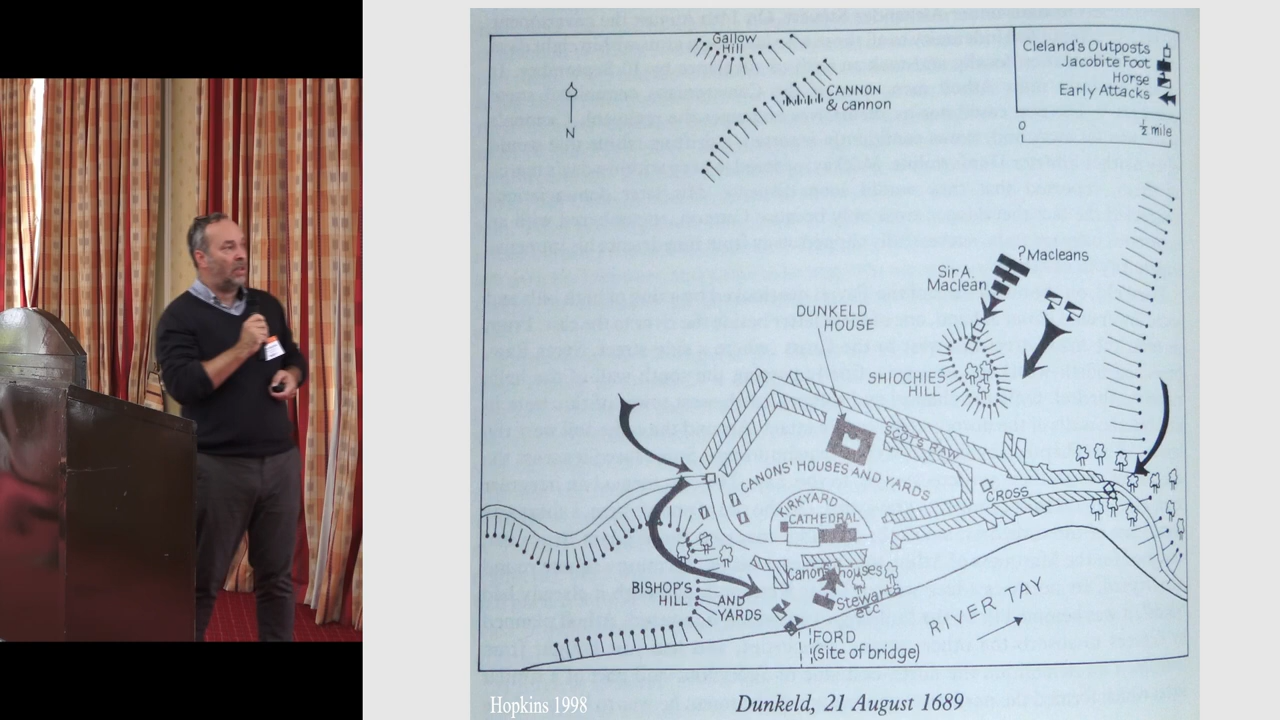 Gallow
Hill
CANNON
& cannon
N
Cleland's Outposts
Jacobite Foot
Horse
Early Attacks
0
½ mile
?Macleans
Sir A.
Maclean
DUNKELD
HOUSE
SHIOCHIES
HILL
SCOTS RAW
CANONS' HOUSES AND YARDS
CROSS
KIRKYARD
CATHEDRAL
Canons' houses
BISHOP'S
HILL
AND
YARDS
Stewarts
etc
RIVER TAY
FORD
(site of bridge)
Hopkins 1998
Dunkeld, 21 August 1689